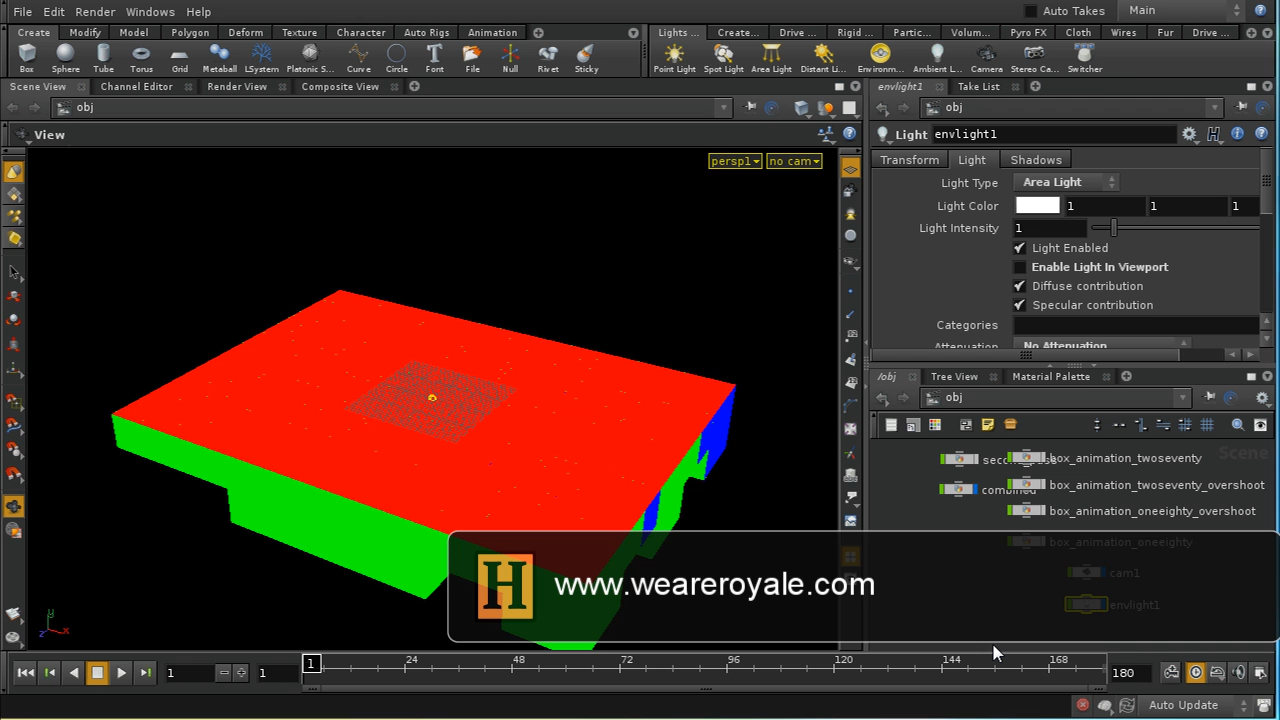 File Edit Render Windows Help
Auto Takes Main
Create Modify Model Polygon Deform Texture Character Auto Rigs Animation
Lights ... Create... Drive ... Rigid ... Partic... Volum... Pyro FX Cloth Wires Fur Drive ...
Box Sphere Tube Torus Grid Metaball LSystem Platonic S... Curve Circle Font File Null Rivet Sticky
Point Light Spot Light Area Light Distant Li... Environm... Ambient L... Camera Stereo Ca... Switcher
Scene View Channel Editor Render View Composite View
envlight1 Take List
obj
obj
View
Light envlight1
persp1 no cam
Transform Light Shadows
Light Type Area Light
Light Color 1 1 1
Light Intensity 1
Light Enabled
Enable Light In Viewport
Diffuse contribution
Specular contribution
Categories
Attenuation No Attenuation
/obj Tree View Material Palette
obj
Scene
box_animation_twoseventy
box_animation_twoseventy_overshoot
combined
box_animation_oneeighty_overshoot
box_animation_oneeighty
cam1
envlight1
H www.weareroyale.com
y
z x
1 1 1 24 48 72 96 120 144 168 180
Auto Update